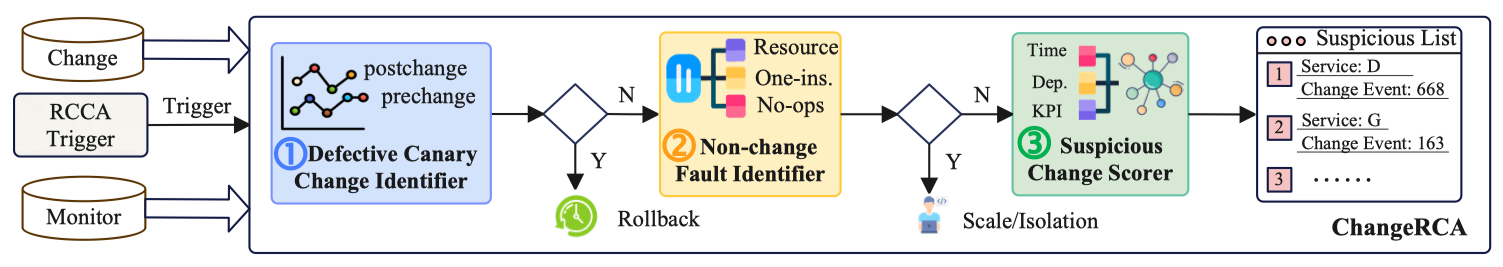 Change
RCCA
Trigger
Monitor
Trigger
postchange
prechange
① Defective Canary
Change Identifier
N
Y
Rollback
Resource
One-ins.
No-ops
② Non-change
Fault Identifier
N
Y
Scale/Isolation
Time
Dep.
KPI
③ Suspicious
Change Scorer
Suspicious List
1
Service: D
Change Event: 668
2
Service: G
Change Event: 163
3
......
ChangeRCA